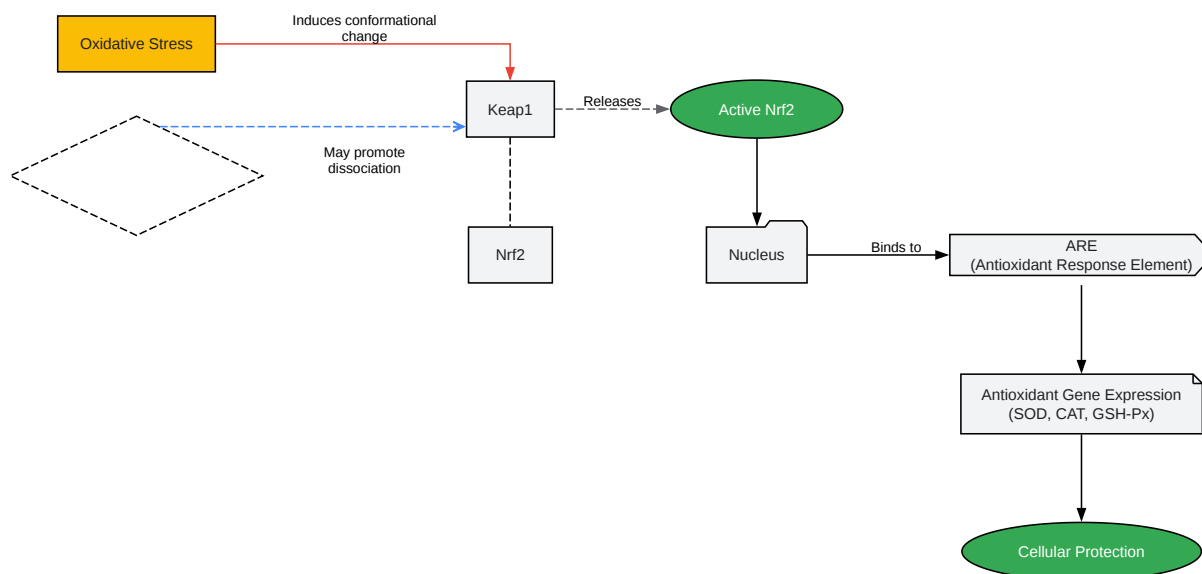 Induces conformational
change
Oxidative Stress
Keap1
Releases
Active Nrf2
May promote
dissociation
Nrf2
Nucleus
Binds to
ARE
(Antioxidant Response Element)
Antioxidant Gene Expression
(SOD, CAT, GSH-Px)
Cellular Protection